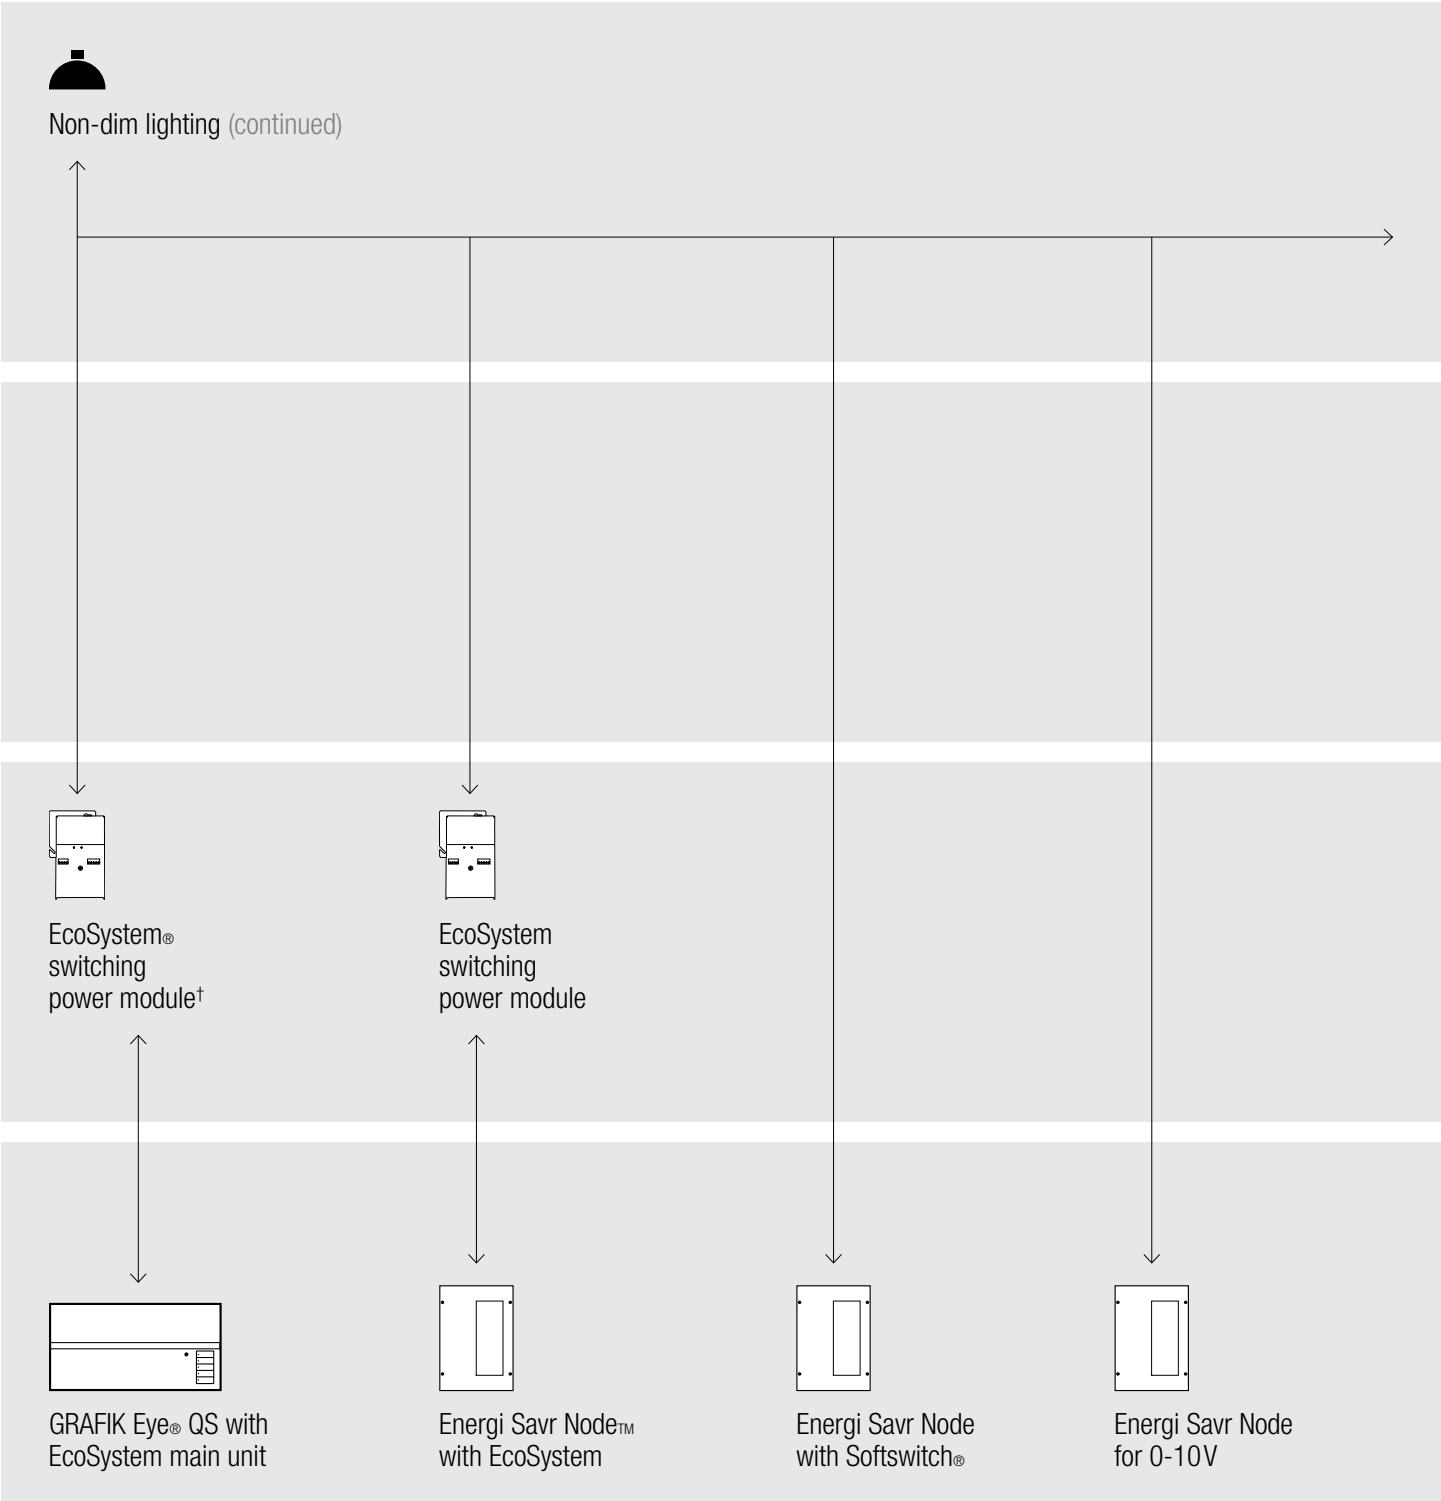 Non-dim lighting (continued)
EcoSystem®
switching
power module†
EcoSystem
switching
power module
GRAFIK Eye® QS with
EcoSystem main unit
Energi Savr Node™
with EcoSystem
Energi Savr Node
with Softswitch®
Energi Savr Node
for 0-10V